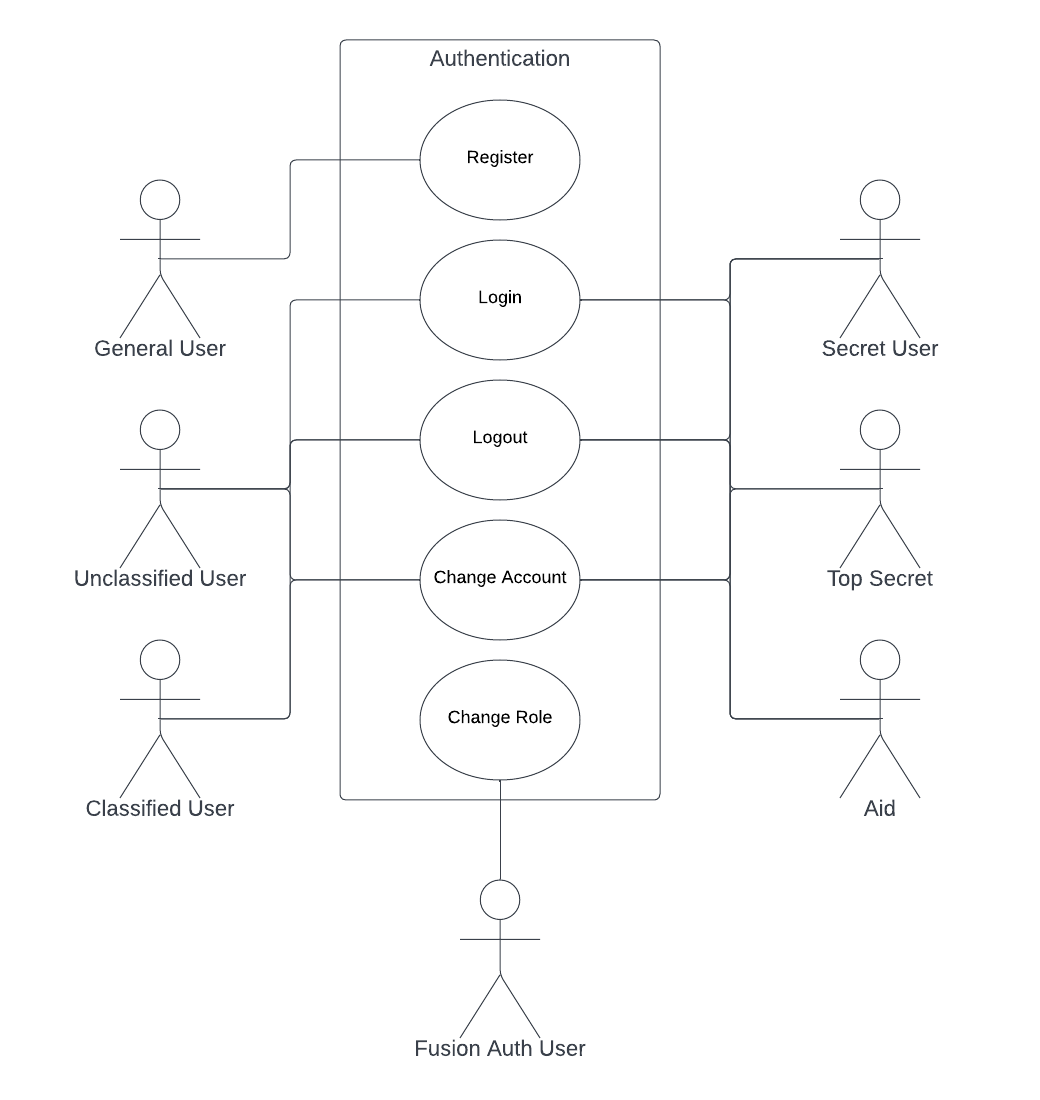 Authentication
Register
Login
General User
Secret User
Logout
Change Account
Unclassified User
Top Secret
Change Role
Classified User
Aid
Fusion Auth User